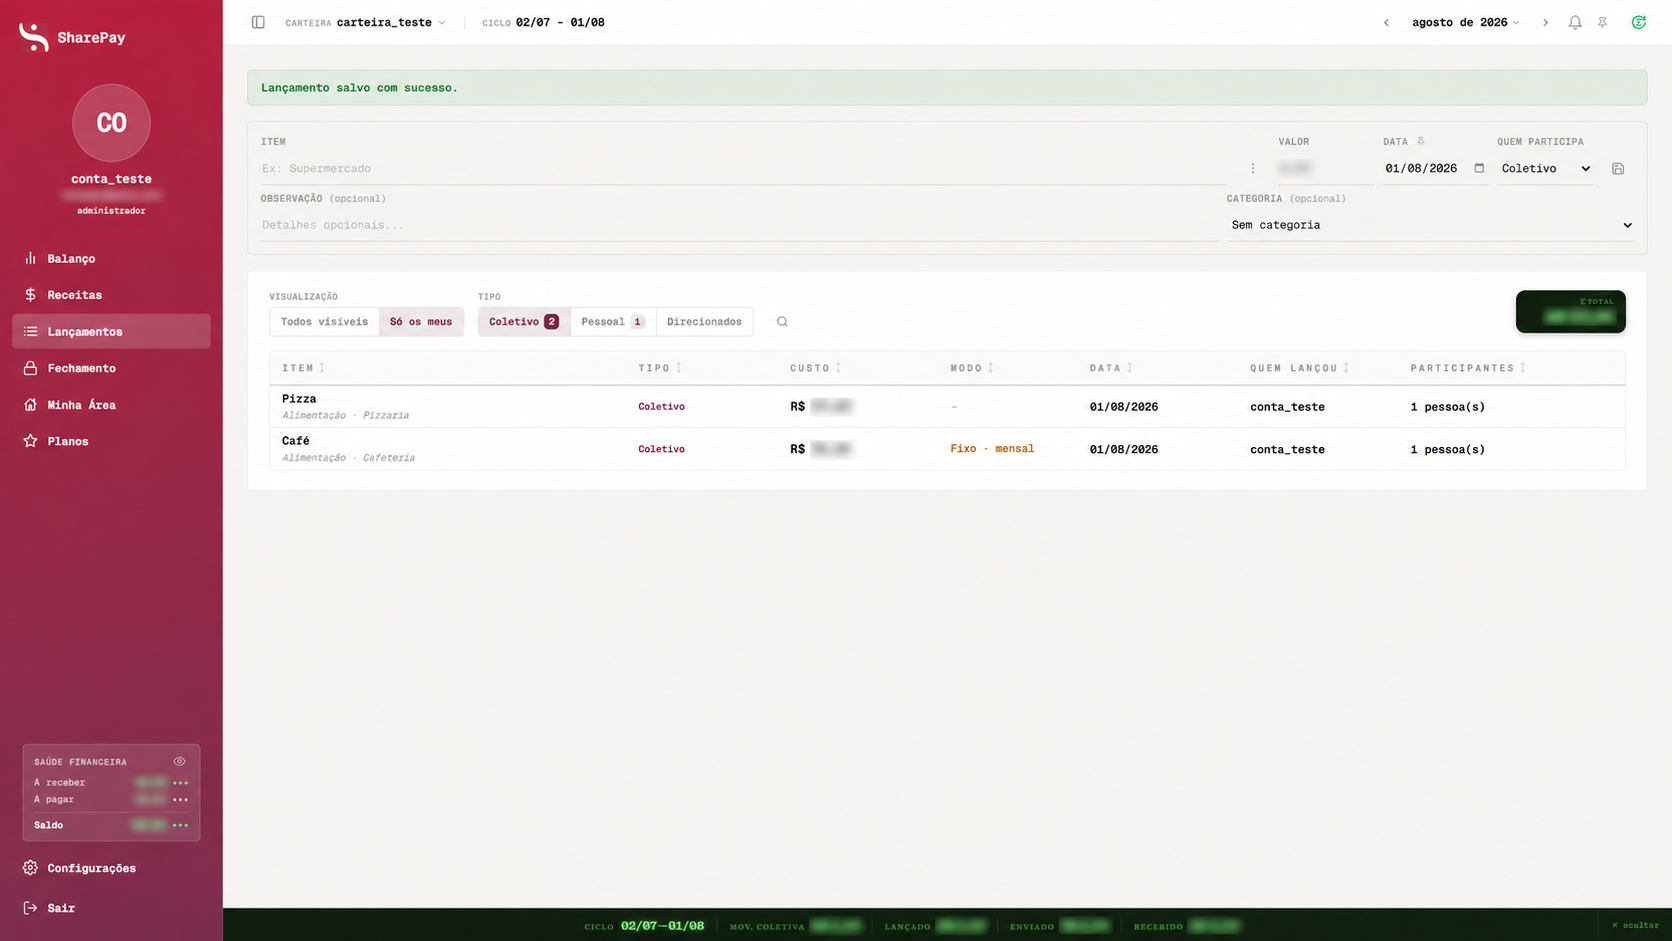 SharePay
CO
conta_teste
administrador
Balanço
Receitas
Lançamentos
Fechamento
Minha Área
Planos
SAÚDE FINANCEIRA
A receber
A pagar
Saldo
Configurações
Sair
CARTEIRA carteira_teste CICLO 02/07 - 01/08 agosto de 2026
Lançamento salvo com sucesso.
ITEM VALOR DATA QUEM PARTICIPA
Ex: Supermercado 01/08/2026 Coletivo
OBSERVAÇÃO (opcional) CATEGORIA (opcional)
Detalhes opcionais... Sem categoria
VISUALIZAÇÃO TIPO
Todos visíveis Só os meus Coletivo 2 Pessoal 1 Direcionados
Σ TOTAL
ITEM TIPO CUSTO MODO DATA QUEM LANÇOU PARTICIPANTES
Pizza
Alimentação · Pizzaria
Coletivo R$ – 01/08/2026 conta_teste 1 pessoa(s)
Café
Alimentação · Cafeteria
Coletivo R$ Fixo · mensal 01/08/2026 conta_teste 1 pessoa(s)
CICLO 02/07—01/08 MOV. COLETIVA LANÇADO ENVIADO RECEBIDO × ocultar